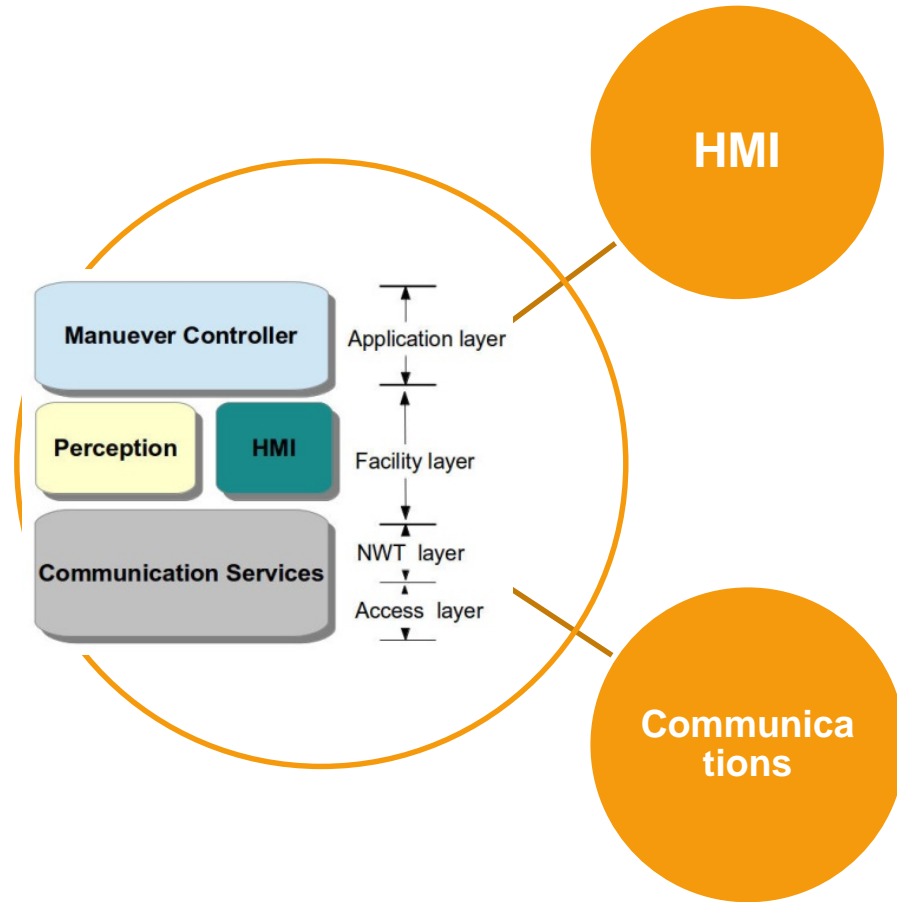 HMI
Manuever Controller
Application layer
Perception
HMI
Facility layer
Communication Services
NWT layer
Access layer
Communica
tions